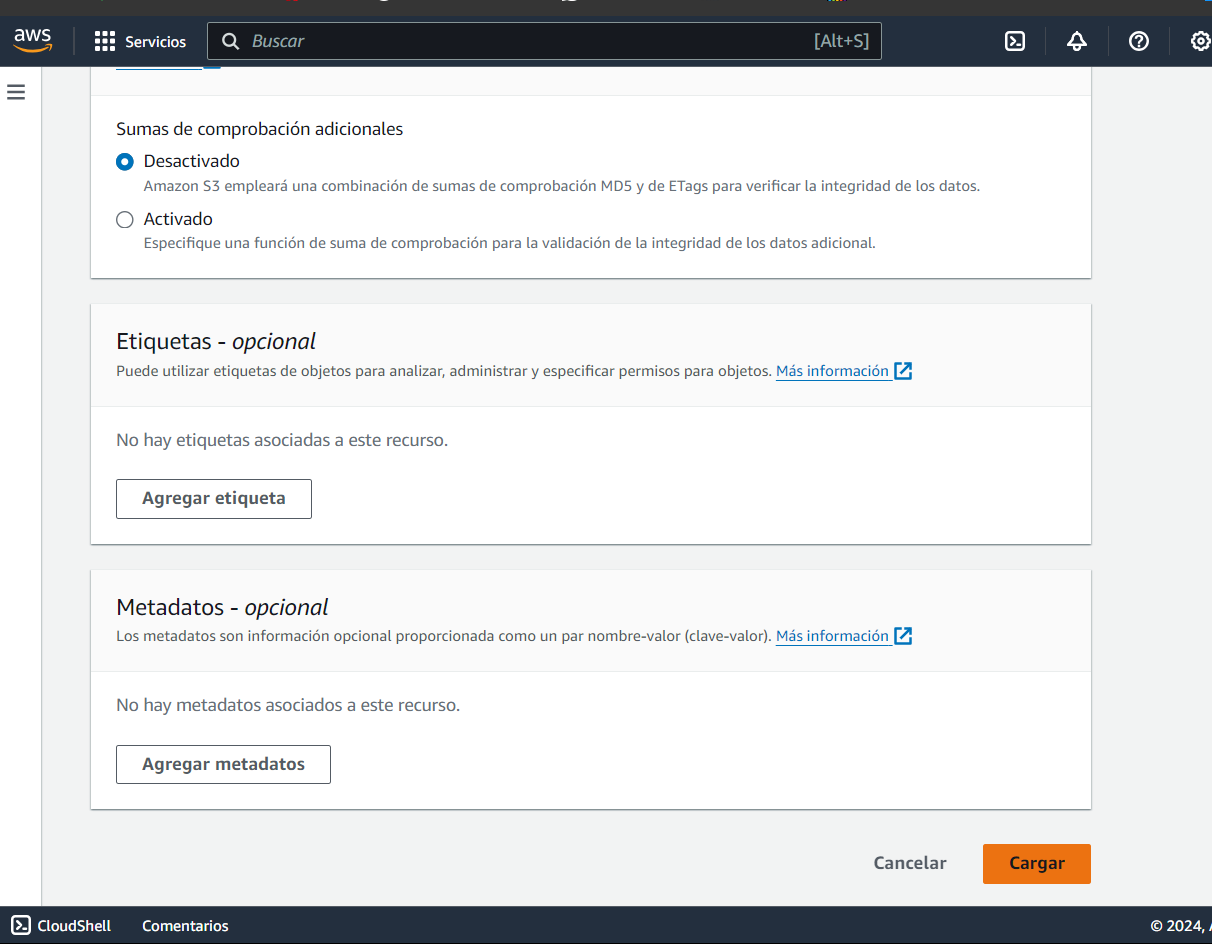 aws
Servicios
Buscar
[Alt+S]
Sumas de comprobación adicionales
Desactivado
Amazon S3 empleará una combinación de sumas de comprobación MD5 y de ETags para verificar la integridad de los datos.
Activado
Especifique una función de suma de comprobación para la validación de la integridad de los datos adicional.
Etiquetas - opcional
Puede utilizar etiquetas de objetos para analizar, administrar y especificar permisos para objetos. Más información
No hay etiquetas asociadas a este recurso.
Agregar etiqueta
Metadatos - opcional
Los metadatos son información opcional proporcionada como un par nombre-valor (clave-valor). Más información
No hay metadatos asociados a este recurso.
Agregar metadatos
Cancelar
Cargar
CloudShell
Comentarios
© 2024,